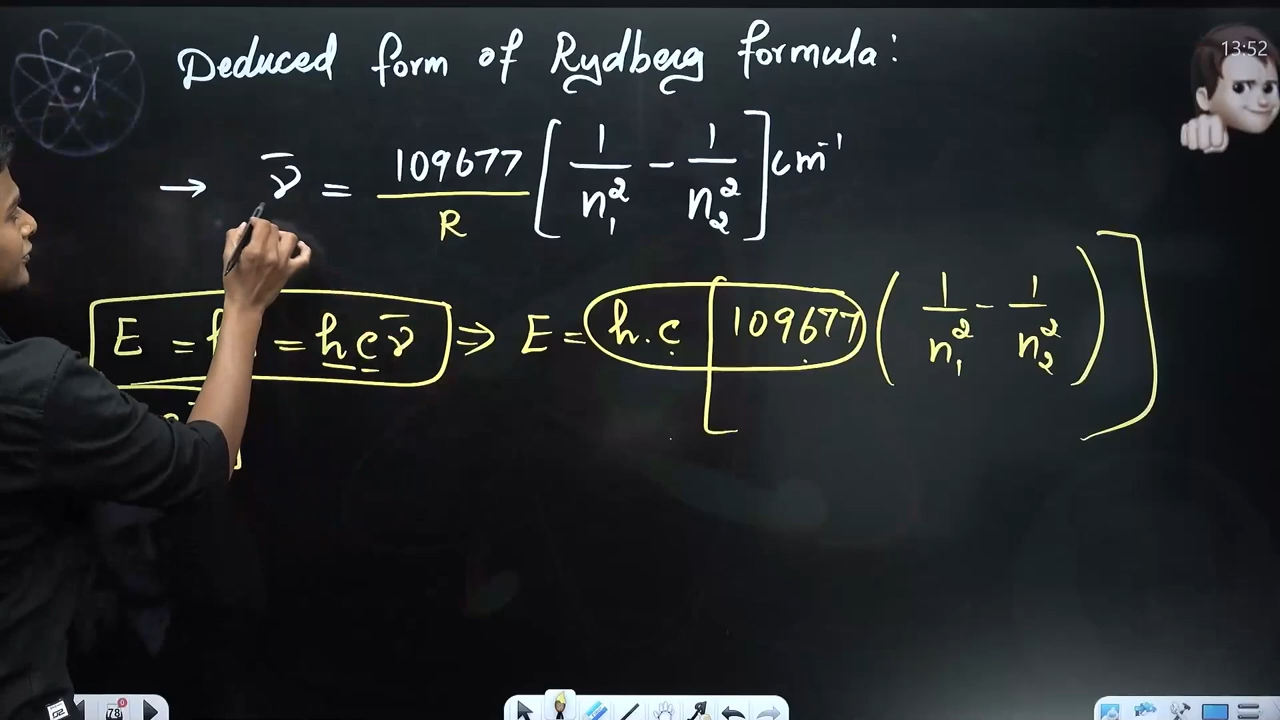 13:52
Deduced form of Rydberg formula:
→ ν̅ = 109677/R [1/n₁² − 1/n₂²] cm⁻¹
E = h = hcν̅ ⇒ E = h.c [109677 (1/n₁² − 1/n₂²)]
78